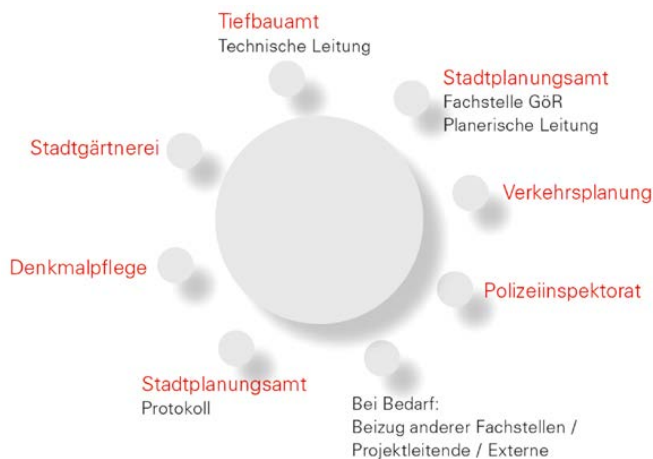 Tiefbauamt
Technische Leitung
Stadtplanungsamt
Fachstelle GöR
Planerische Leitung
Stadtgärtnerei
Verkehrsplanung
Denkmalpflege
Polizeiinspektorat
Stadtplanungsamt
Protokoll
Bei Bedarf:
Beizug anderer Fachstellen /
Projektleitende / Externe